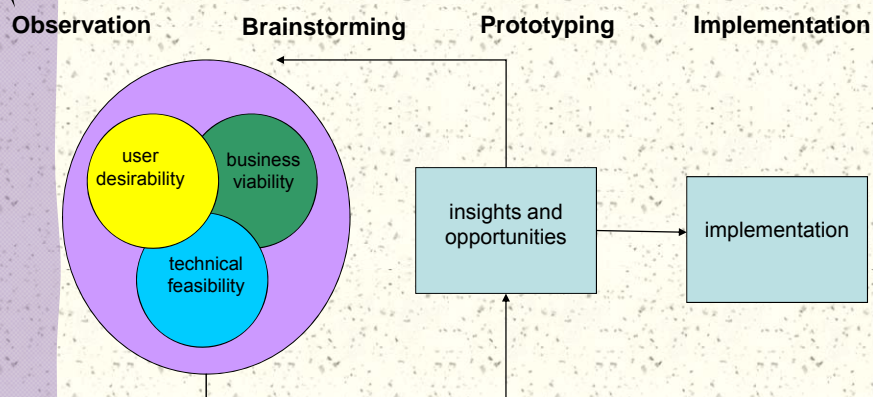 Observation Brainstorming Prototyping Implementation
user
desirability
business
viability
technical
feasibility
insights and
opportunities
implementation